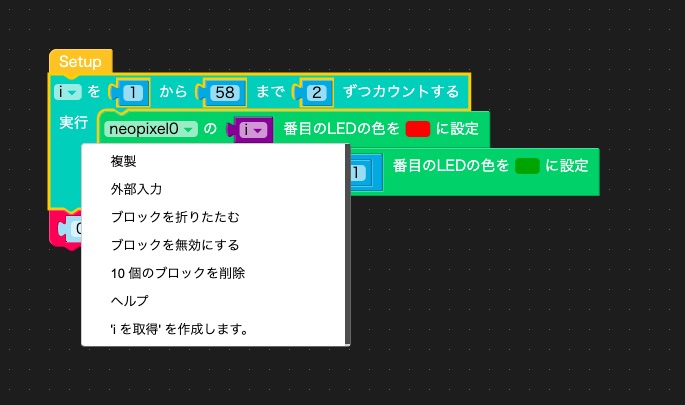 Setup
i を 1 から 58 まで 2 ずつカウントする
実行 neopixel0 の i 番目のLEDの色を に設定
1 番目のLEDの色を に設定
複製
外部入力
ブロックを折りたたむ
ブロックを無効にする
10 個のブロックを削除
ヘルプ
'i を取得' を作成します。